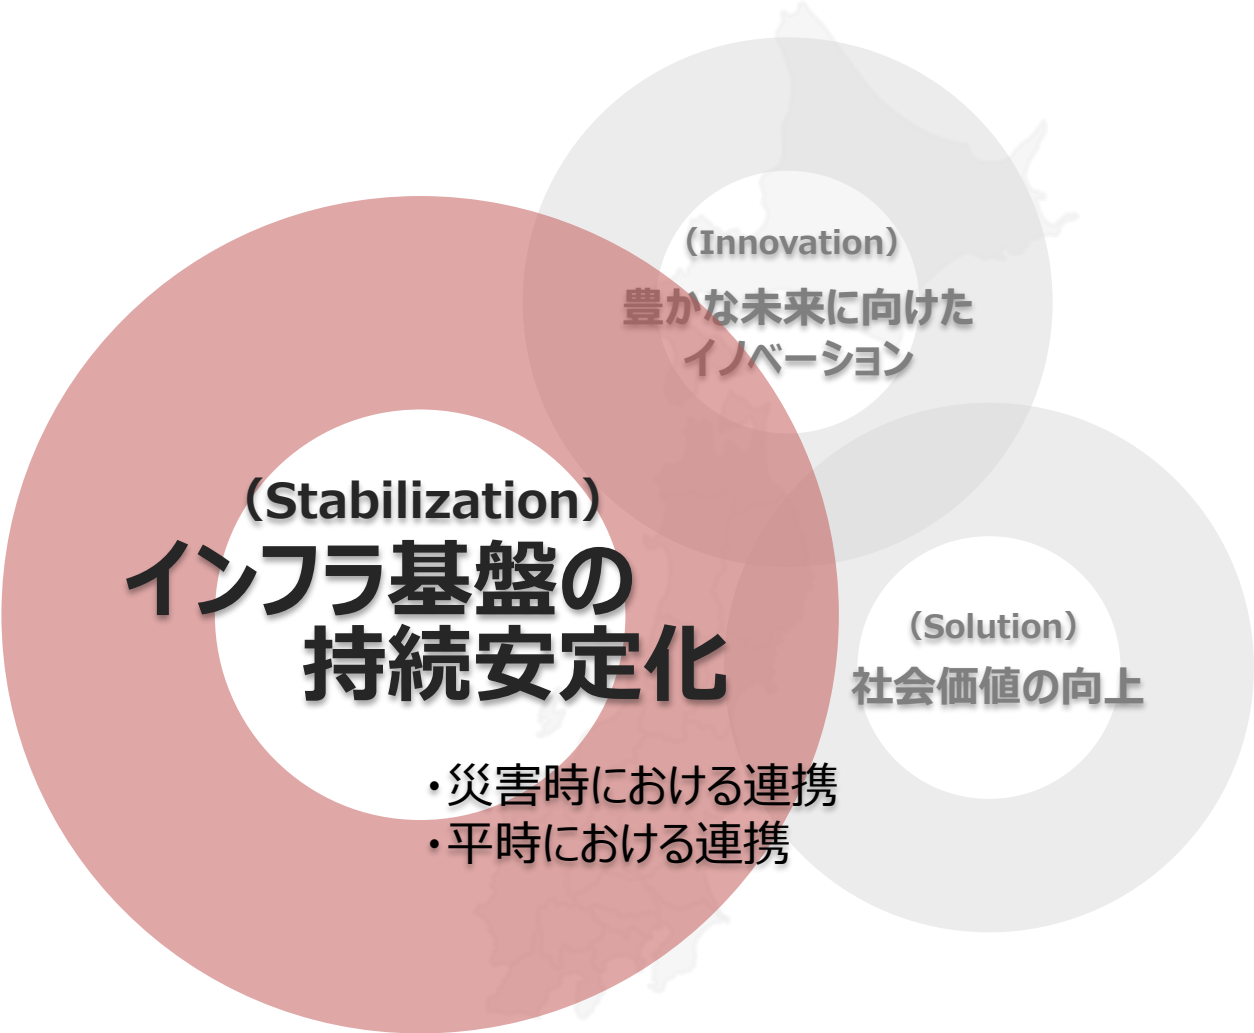 （Innovation）
豊かな未来に向けた
イノベーション
（Stabilization）
インフラ基盤の
持続安定化
・災害時における連携
・平時における連携
（Solution）
社会価値の向上